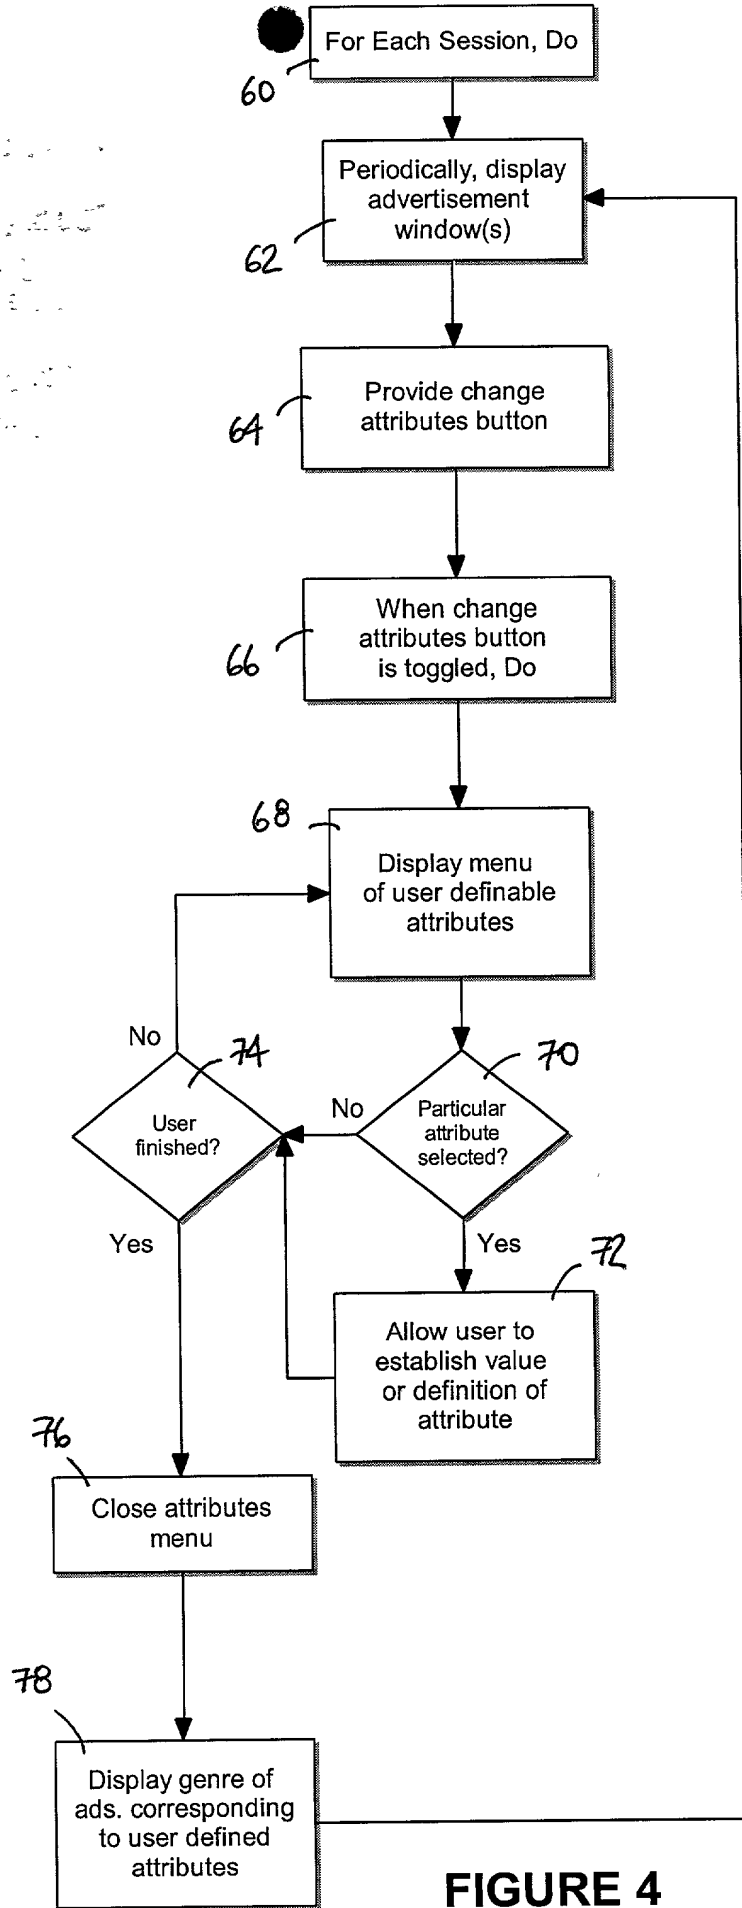 For Each Session, Do
60
Periodically, display
advertisement
window(s)
62
Provide change
attributes button
64
When change
attributes button
is toggled, Do
66
68
Display menu
of user definable
attributes
No
74
70
User
finished?
No
Particular
attribute
selected?
Yes
Yes
72
Allow user to
establish value
or definition of
attribute
76
Close attributes
menu
78
Display genre of
ads. corresponding
to user defined
attributes
FIGURE 4